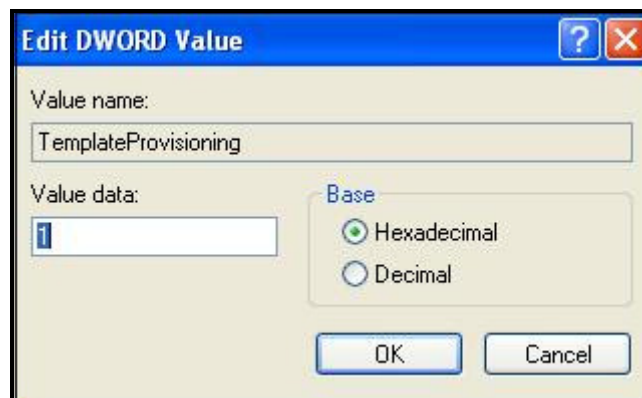 Edit DWORD Value
Value name:
TemplateProvisioning
Value data:
1
Base
Hexadecimal
Decimal
OK
Cancel